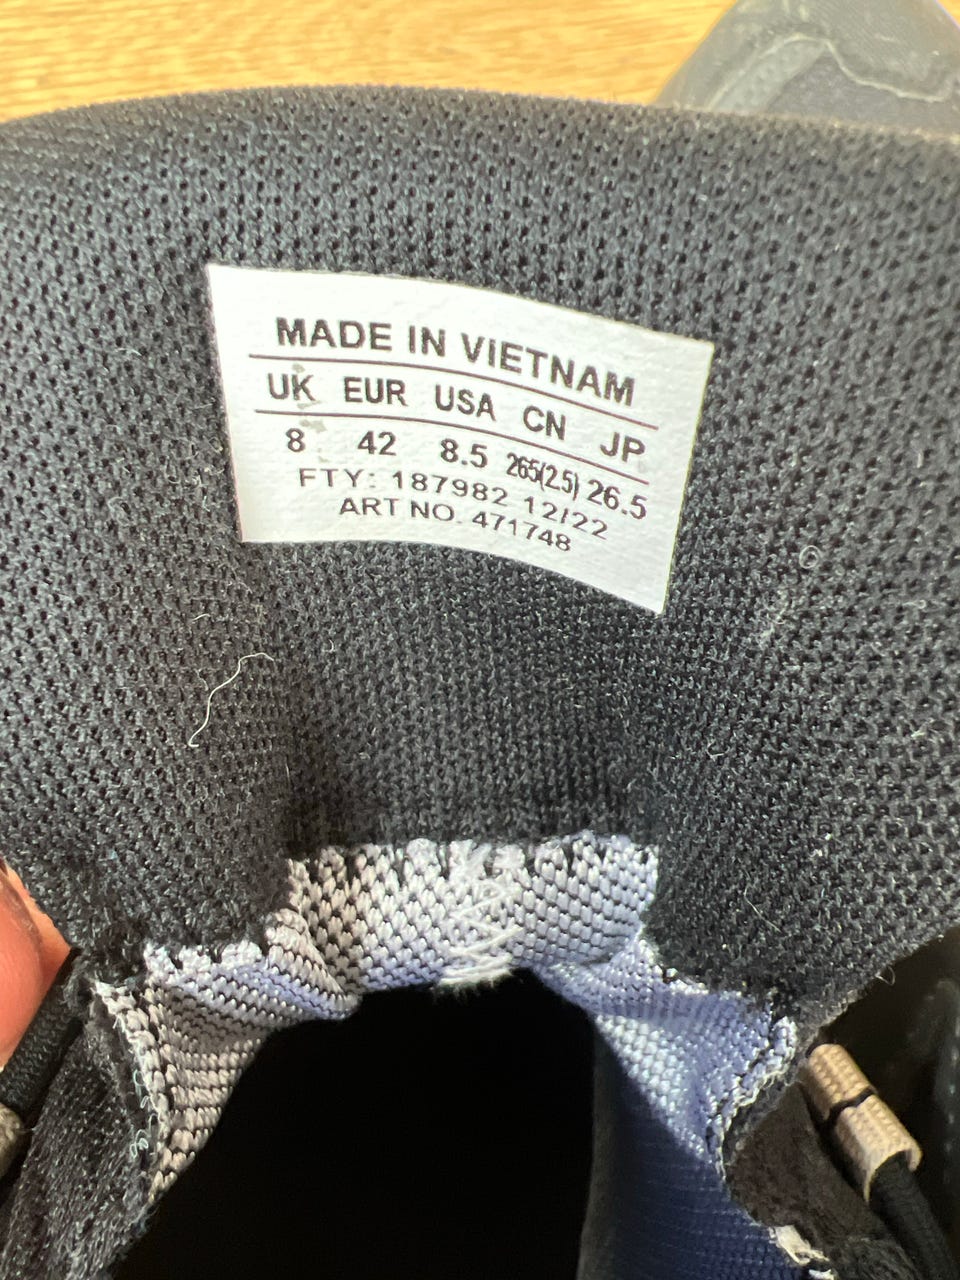 MADE IN VIETNAM
UK EUR USA CN JP
8 42 8.5 265(2.5) 26.5
FTY: 187982 12/22
ART NO. 471748